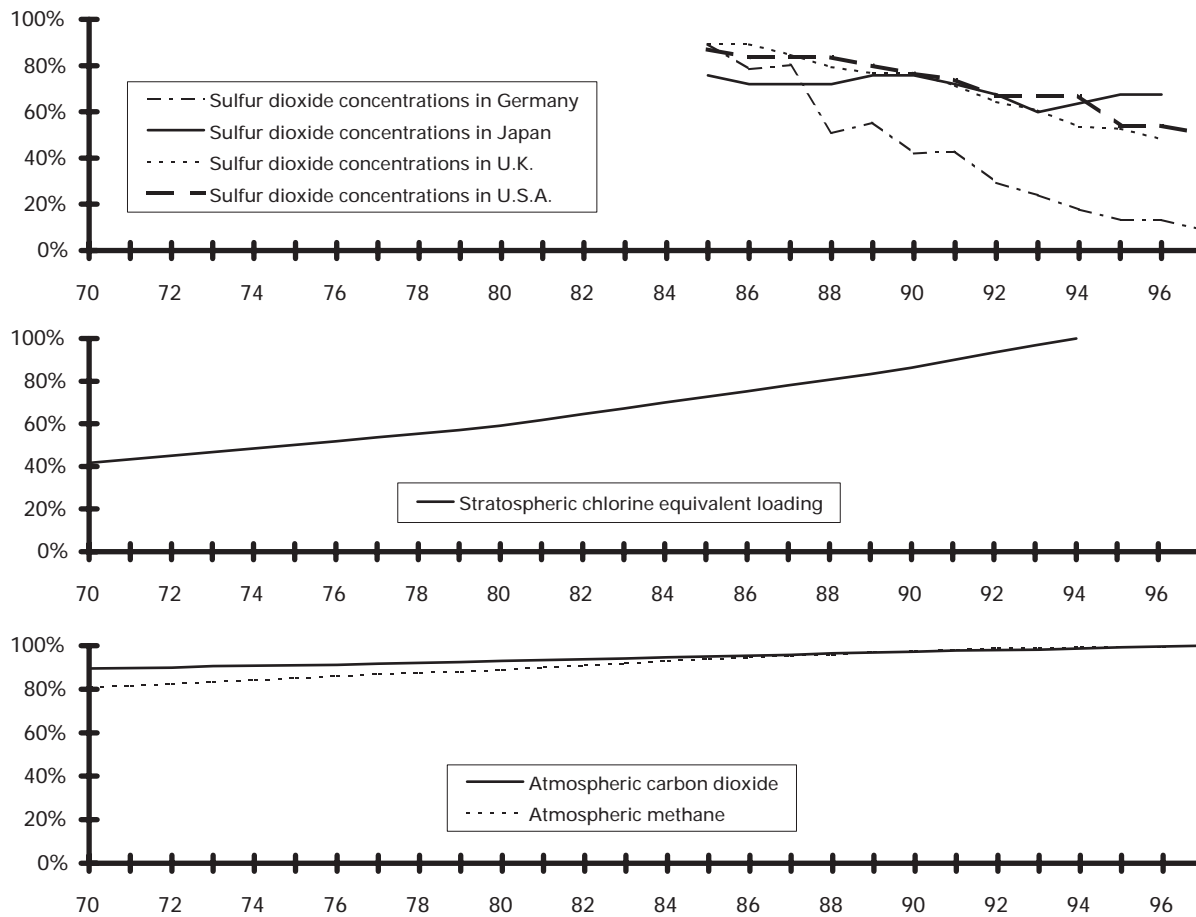 100%
80%
60%
40%
20%
0%
Sulfur dioxide concentrations in Germany
Sulfur dioxide concentrations in Japan
Sulfur dioxide concentrations in U.K.
Sulfur dioxide concentrations in U.S.A.
70 72 74 76 78 80 82 84 86 88 90 92 94 96
100%
80%
60%
40%
20%
0%
Stratospheric chlorine equivalent loading
70 72 74 76 78 80 82 84 86 88 90 92 94 96
100%
80%
60%
40%
20%
0%
Atmospheric carbon dioxide
Atmospheric methane
70 72 74 76 78 80 82 84 86 88 90 92 94 96